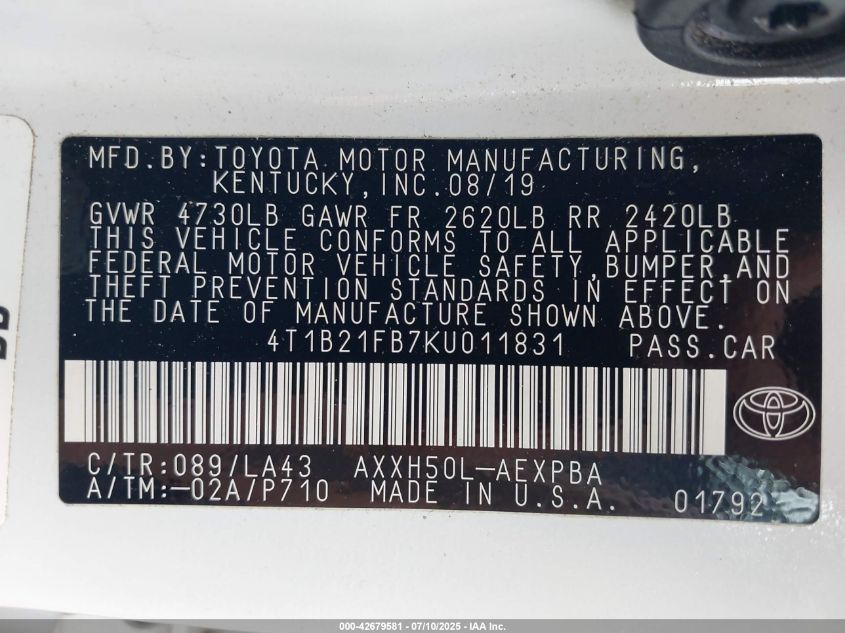 MFD.BY:TOYOTA MOTOR MANUFACTURING,
KENTUCKY,INC.08/19
GVWR 4730LB GAWR FR 2620LB RR 2420LB
THIS VEHICLE CONFORMS TO ALL APPLICABLE
FEDERAL MOTOR VEHICLE SAFETY,BUMPER,AND
THEFT PREVENTION STANDARDS IN EFFECT ON
THE DATE OF MANUFACTURE SHOWN ABOVE.
4T1B21FB7KU011831 PASS.CAR
C/TR:089/LA43 AXXH50L-AEXPBA
A/TM:-02A/P710 MADE IN U.S.A. 01792
000-42679581 - 07/10/2025 - IAA Inc.